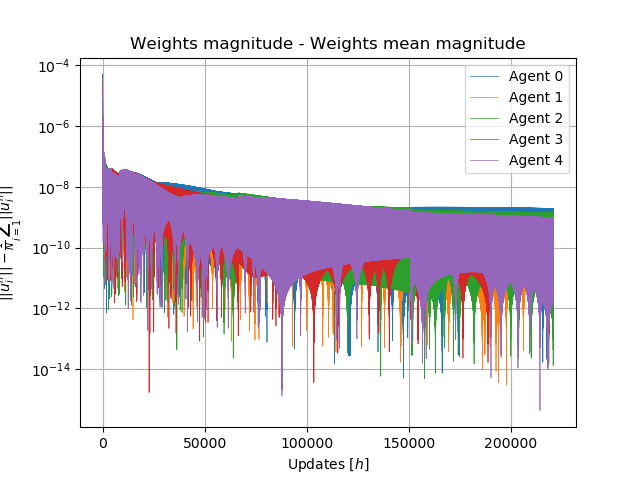 Weights magnitude - Weights mean magnitude
10⁻⁴
10⁻⁶
10⁻⁸
10⁻¹⁰
10⁻¹²
10⁻¹⁴
0
50000
100000
150000
200000
Updates [h]
Agent 0
Agent 1
Agent 2
Agent 3
Agent 4